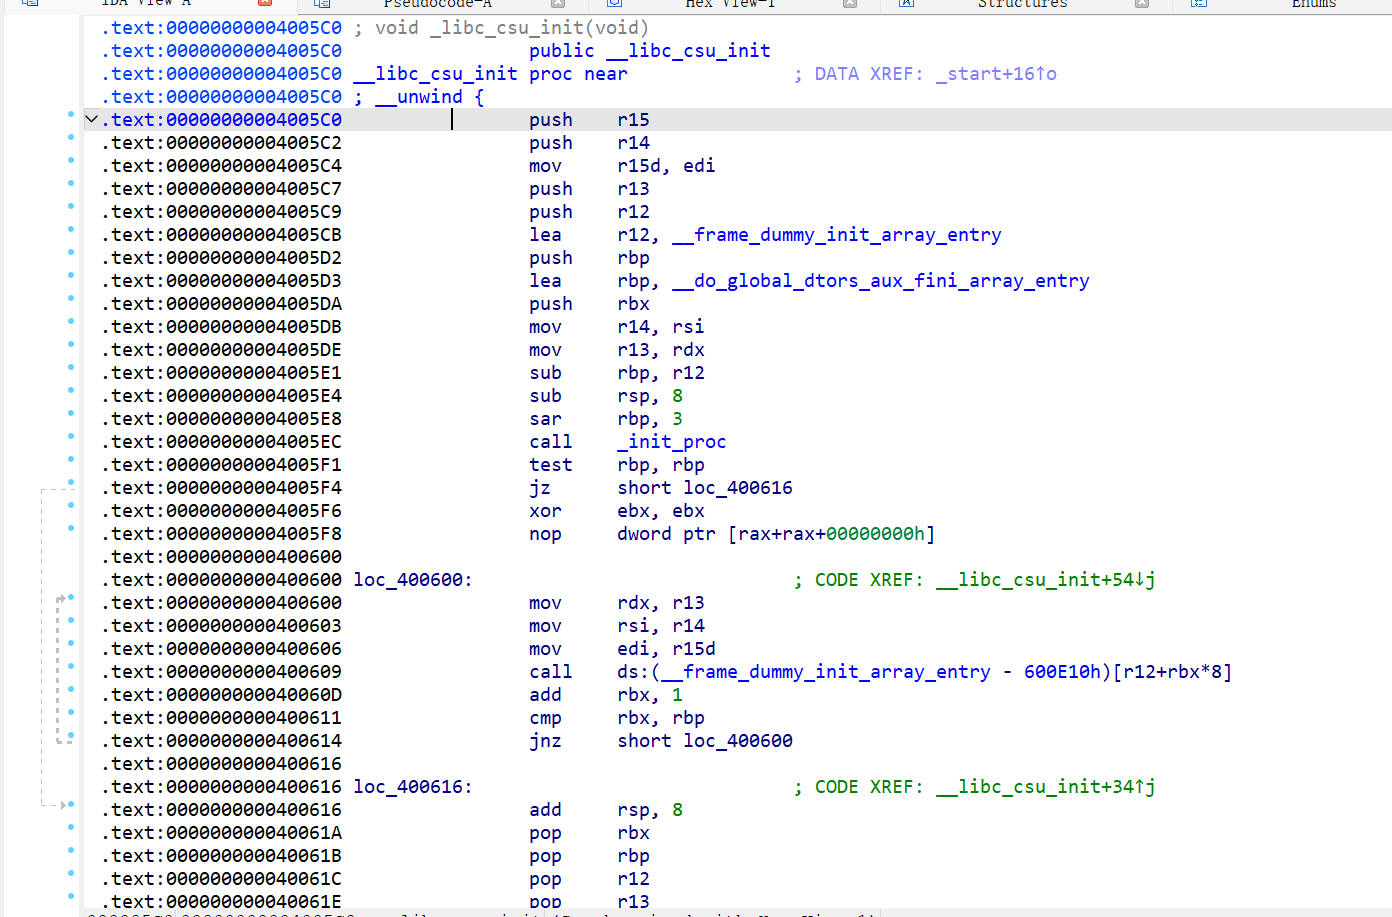 IDA View-A Pseudocode-A Hex View-1 Structures Enums
.text:00000000004005C0 ; void _libc_csu_init(void)
.text:00000000004005C0 public __libc_csu_init
.text:00000000004005C0 __libc_csu_init proc near ; DATA XREF: _start+16↑o
.text:00000000004005C0 ; __unwind {
.text:00000000004005C0 push r15
.text:00000000004005C2 push r14
.text:00000000004005C4 mov r15d, edi
.text:00000000004005C7 push r13
.text:00000000004005C9 push r12
.text:00000000004005CB lea r12, __frame_dummy_init_array_entry
.text:00000000004005D2 push rbp
.text:00000000004005D3 lea rbp, __do_global_dtors_aux_fini_array_entry
.text:00000000004005DA push rbx
.text:00000000004005DB mov r14, rsi
.text:00000000004005DE mov r13, rdx
.text:00000000004005E1 sub rbp, r12
.text:00000000004005E4 sub rsp, 8
.text:00000000004005E8 sar rbp, 3
.text:00000000004005EC call _init_proc
.text:00000000004005F1 test rbp, rbp
.text:00000000004005F4 jz short loc_400616
.text:00000000004005F6 xor ebx, ebx
.text:00000000004005F8 nop dword ptr [rax+rax+00000000h]
.text:0000000000400600
.text:0000000000400600 loc_400600: ; CODE XREF: __libc_csu_init+54↓j
.text:0000000000400600 mov rdx, r13
.text:0000000000400603 mov rsi, r14
.text:0000000000400606 mov edi, r15d
.text:0000000000400609 call ds:(__frame_dummy_init_array_entry - 600E10h)[r12+rbx*8]
.text:000000000040060D add rbx, 1
.text:0000000000400611 cmp rbx, rbp
.text:0000000000400614 jnz short loc_400600
.text:0000000000400616
.text:0000000000400616 loc_400616: ; CODE XREF: __libc_csu_init+34↑j
.text:0000000000400616 add rsp, 8
.text:000000000040061A pop rbx
.text:000000000040061B pop rbp
.text:000000000040061C pop r12
.text:000000000040061E pop r13